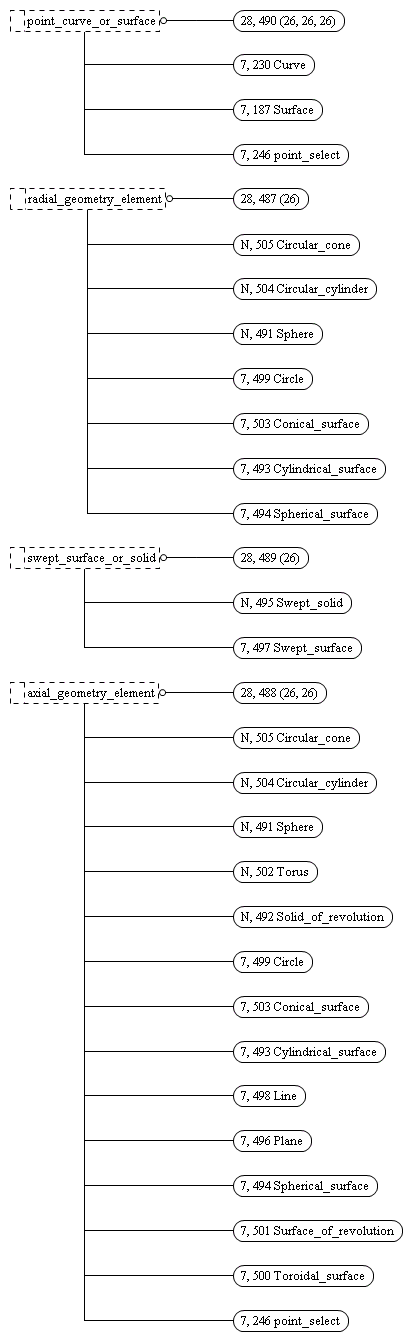 point_curve_or_surface 28, 490 (26, 26, 26)
7, 230 Curve
7, 187 Surface
7, 246 point_select
radial_geometry_element 28, 487 (26)
N, 505 Circular_cone
N, 504 Circular_cylinder
N, 491 Sphere
7, 499 Circle
7, 503 Conical_surface
7, 493 Cylindrical_surface
7, 494 Spherical_surface
swept_surface_or_solid 28, 489 (26)
N, 495 Swept_solid
7, 497 Swept_surface
axial_geometry_element 28, 488 (26, 26)
N, 505 Circular_cone
N, 504 Circular_cylinder
N, 491 Sphere
N, 502 Torus
N, 492 Solid_of_revolution
7, 499 Circle
7, 503 Conical_surface
7, 493 Cylindrical_surface
7, 498 Line
7, 496 Plane
7, 494 Spherical_surface
7, 501 Surface_of_revolution
7, 500 Toroidal_surface
7, 246 point_select